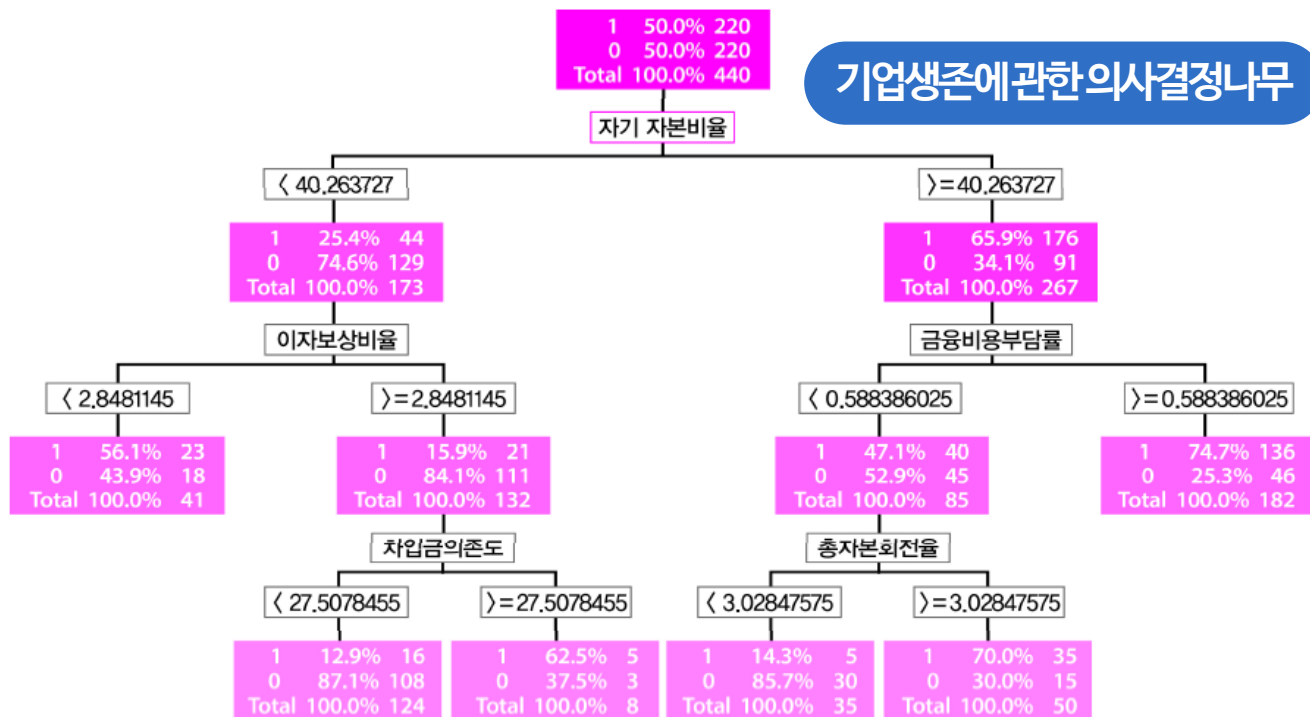 1 50.0% 220
0 50.0% 220
Total 100.0% 440
기업생존에 관한 의사결정나무
자기 자본비율
< 40.263727
>=40.263727
1 25.4% 44
0 74.6% 129
Total 100.0% 173
1 65.9% 176
0 34.1% 91
Total 100.0% 267
이자보상비율
금융비용부담률
< 2.8481145
>=2.8481145
< 0.588386025
>=0.588386025
1 56.1% 23
0 43.9% 18
Total 100.0% 41
1 15.9% 21
0 84.1% 111
Total 100.0% 132
1 47.1% 40
0 52.9% 45
Total 100.0% 85
1 74.7% 136
0 25.3% 46
Total 100.0% 182
차입금의존도
총자본회전율
< 27.5078455
>=27.5078455
< 3.02847575
>=3.02847575
1 12.9% 16
0 87.1% 108
Total 100.0% 124
1 62.5% 5
0 37.5% 3
Total 100.0% 8
1 14.3% 5
0 85.7% 30
Total 100.0% 35
1 70.0% 35
0 30.0% 15
Total 100.0% 50